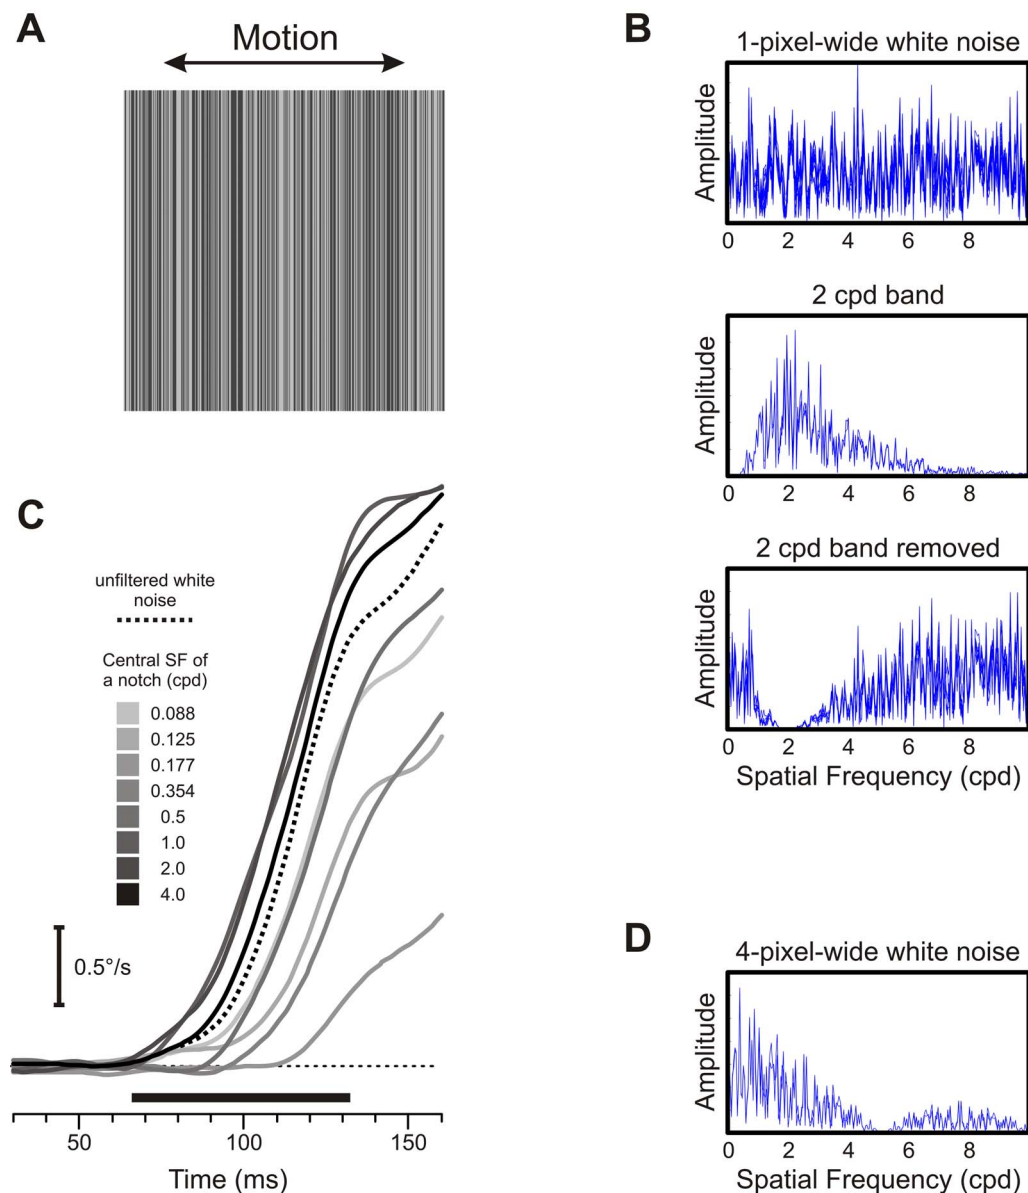 A
Motion
B
1-pixel-wide white noise
Amplitude
0 2 4 6 8
2 cpd band
Amplitude
0 2 4 6 8
2 cpd band removed
Amplitude
0 2 4 6 8
Spatial Frequency (cpd)
C
unfiltered white
noise
Central SF of
a notch (cpd)
0.088
0.125
0.177
0.354
0.5
1.0
2.0
4.0
0.5°/s
50 100 150
Time (ms)
D
4-pixel-wide white noise
Amplitude
0 2 4 6 8
Spatial Frequency (cpd)